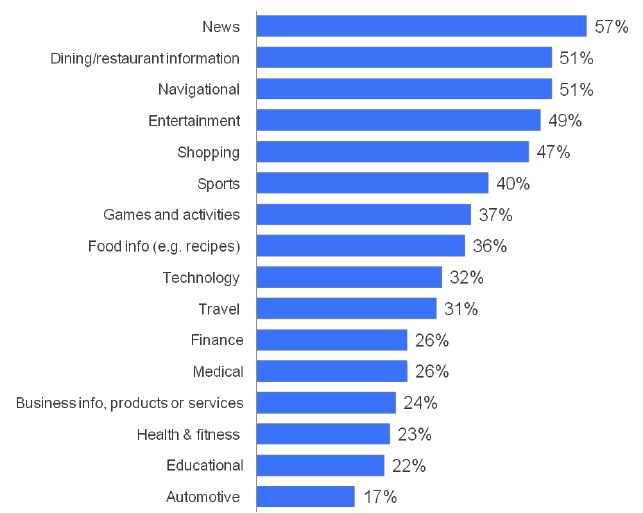 News 57%
Dining/restaurant information 51%
Navigational 51%
Entertainment 49%
Shopping 47%
Sports 40%
Games and activities 37%
Food info (e.g. recipes) 36%
Technology 32%
Travel 31%
Finance 26%
Medical 26%
Business info, products or services 24%
Health & fitness 23%
Educational 22%
Automotive 17%